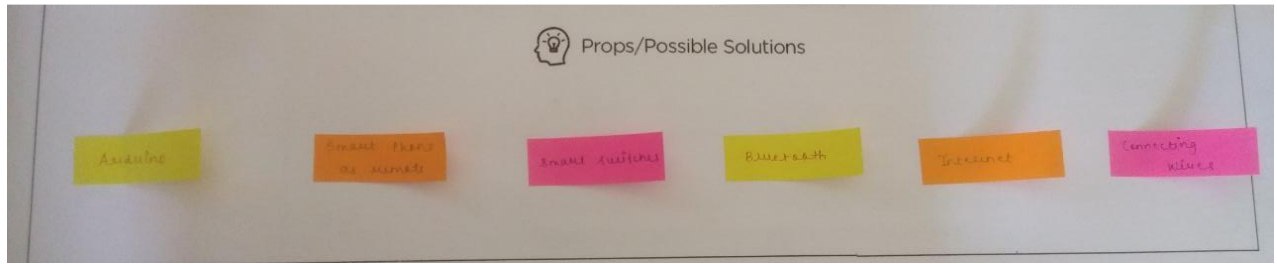 Props/Possible Solutions
Arduino
Smart Phone
as remote
Smart switches
Bluetooth
Internet
Connecting
wires